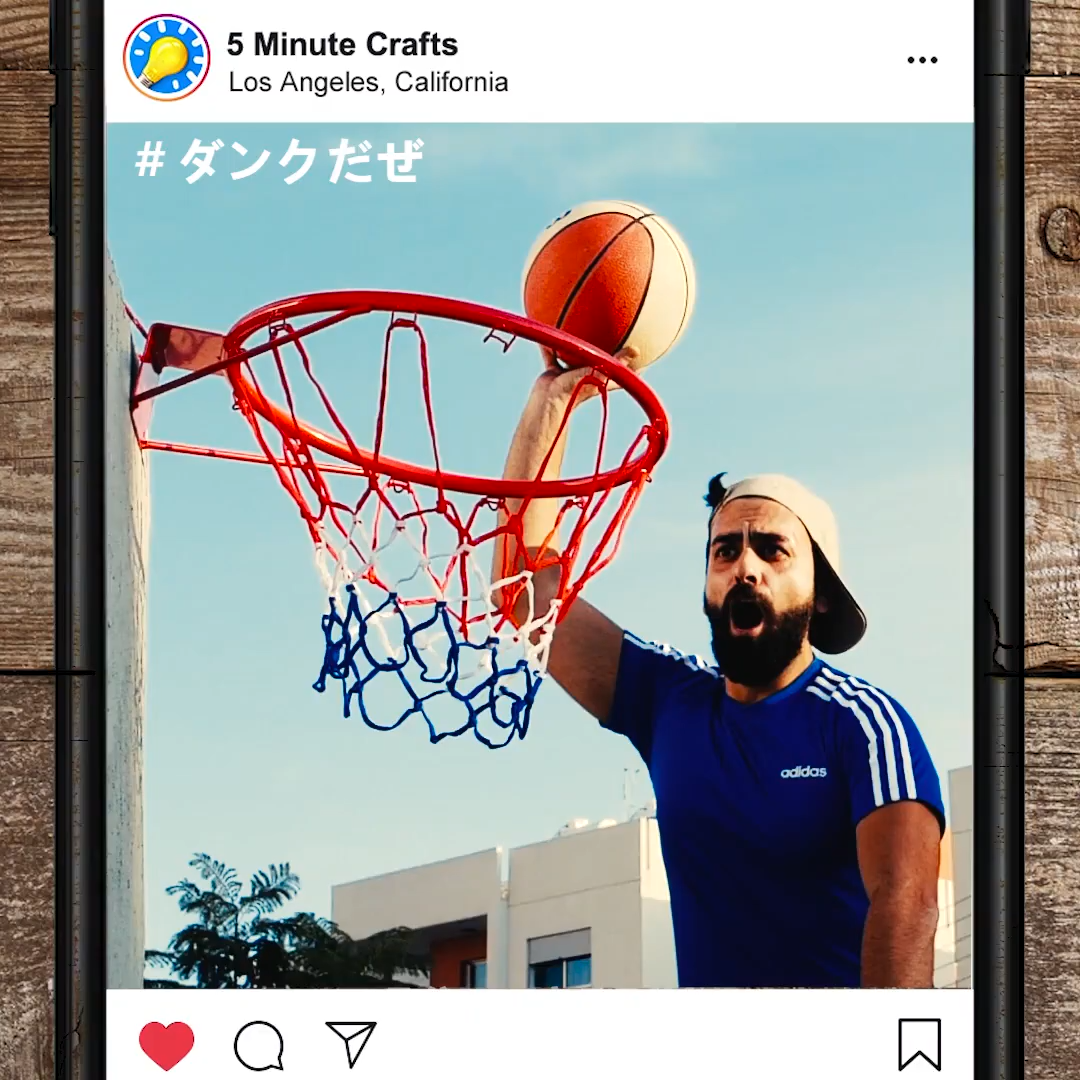 5 Minute Crafts
Los Angeles, California
# ダンクだぜ
adidas